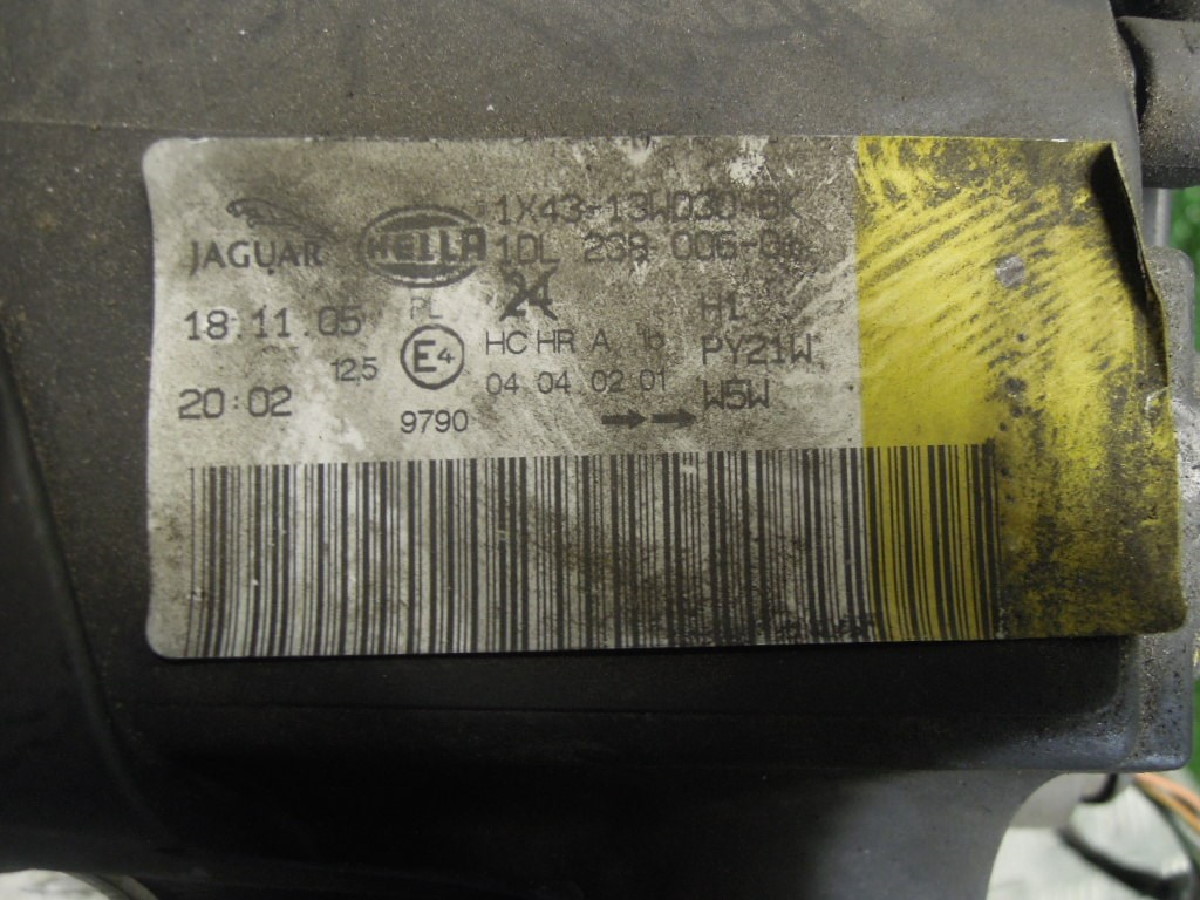 JAGUAR
HELLA
1X43-13W030-BK
1DL 238 006-
18.11.05
PL
24
HC HR A
H1
12,5
E4
04 04 02 01
PY21W
20:02
9790
W5W